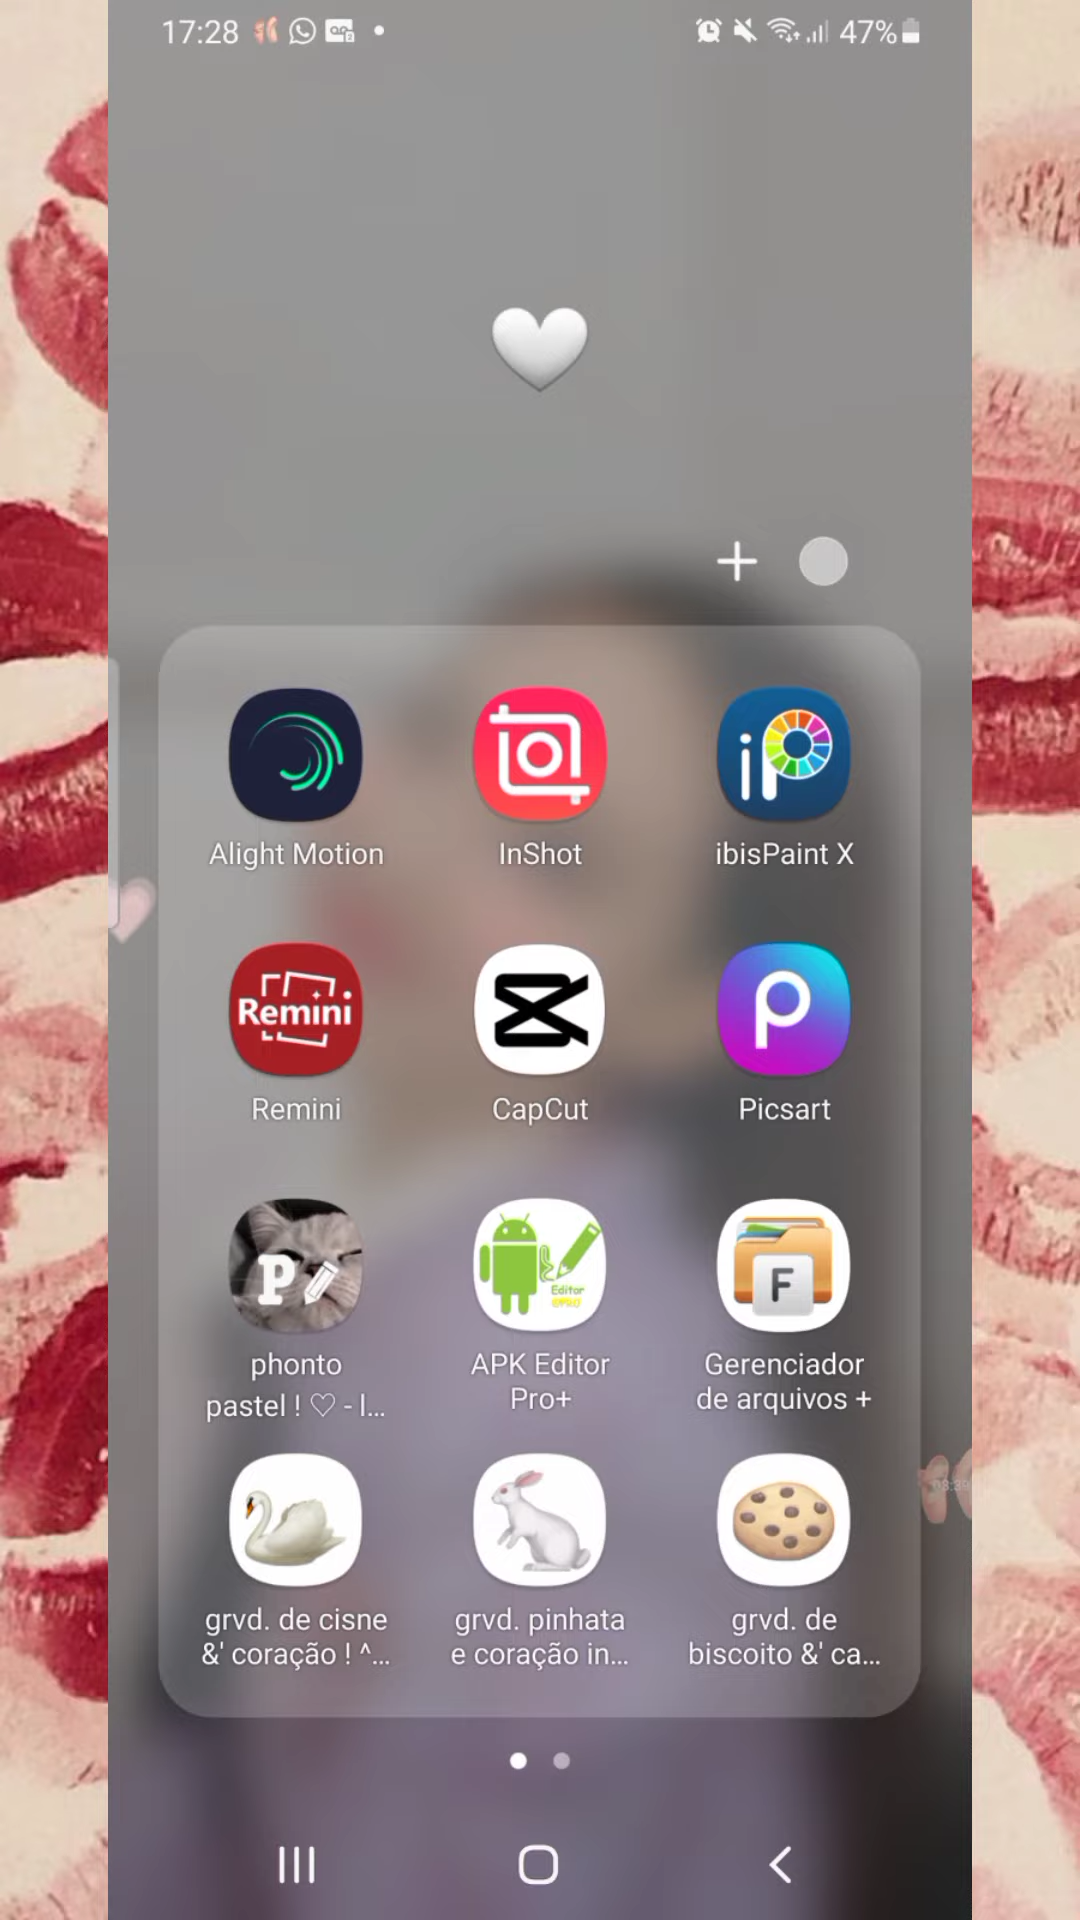 17:28 47%
Alight Motion InShot ibisPaint X
Remini
Remini CapCut Picsart
P Editor F
phonto APK Editor Gerenciador
pastel ! ♡ - l... Pro+ de arquivos +
grvd. de cisne grvd. pinhata grvd. de
&' coração ! ^... e coração in... biscoito &' ca...